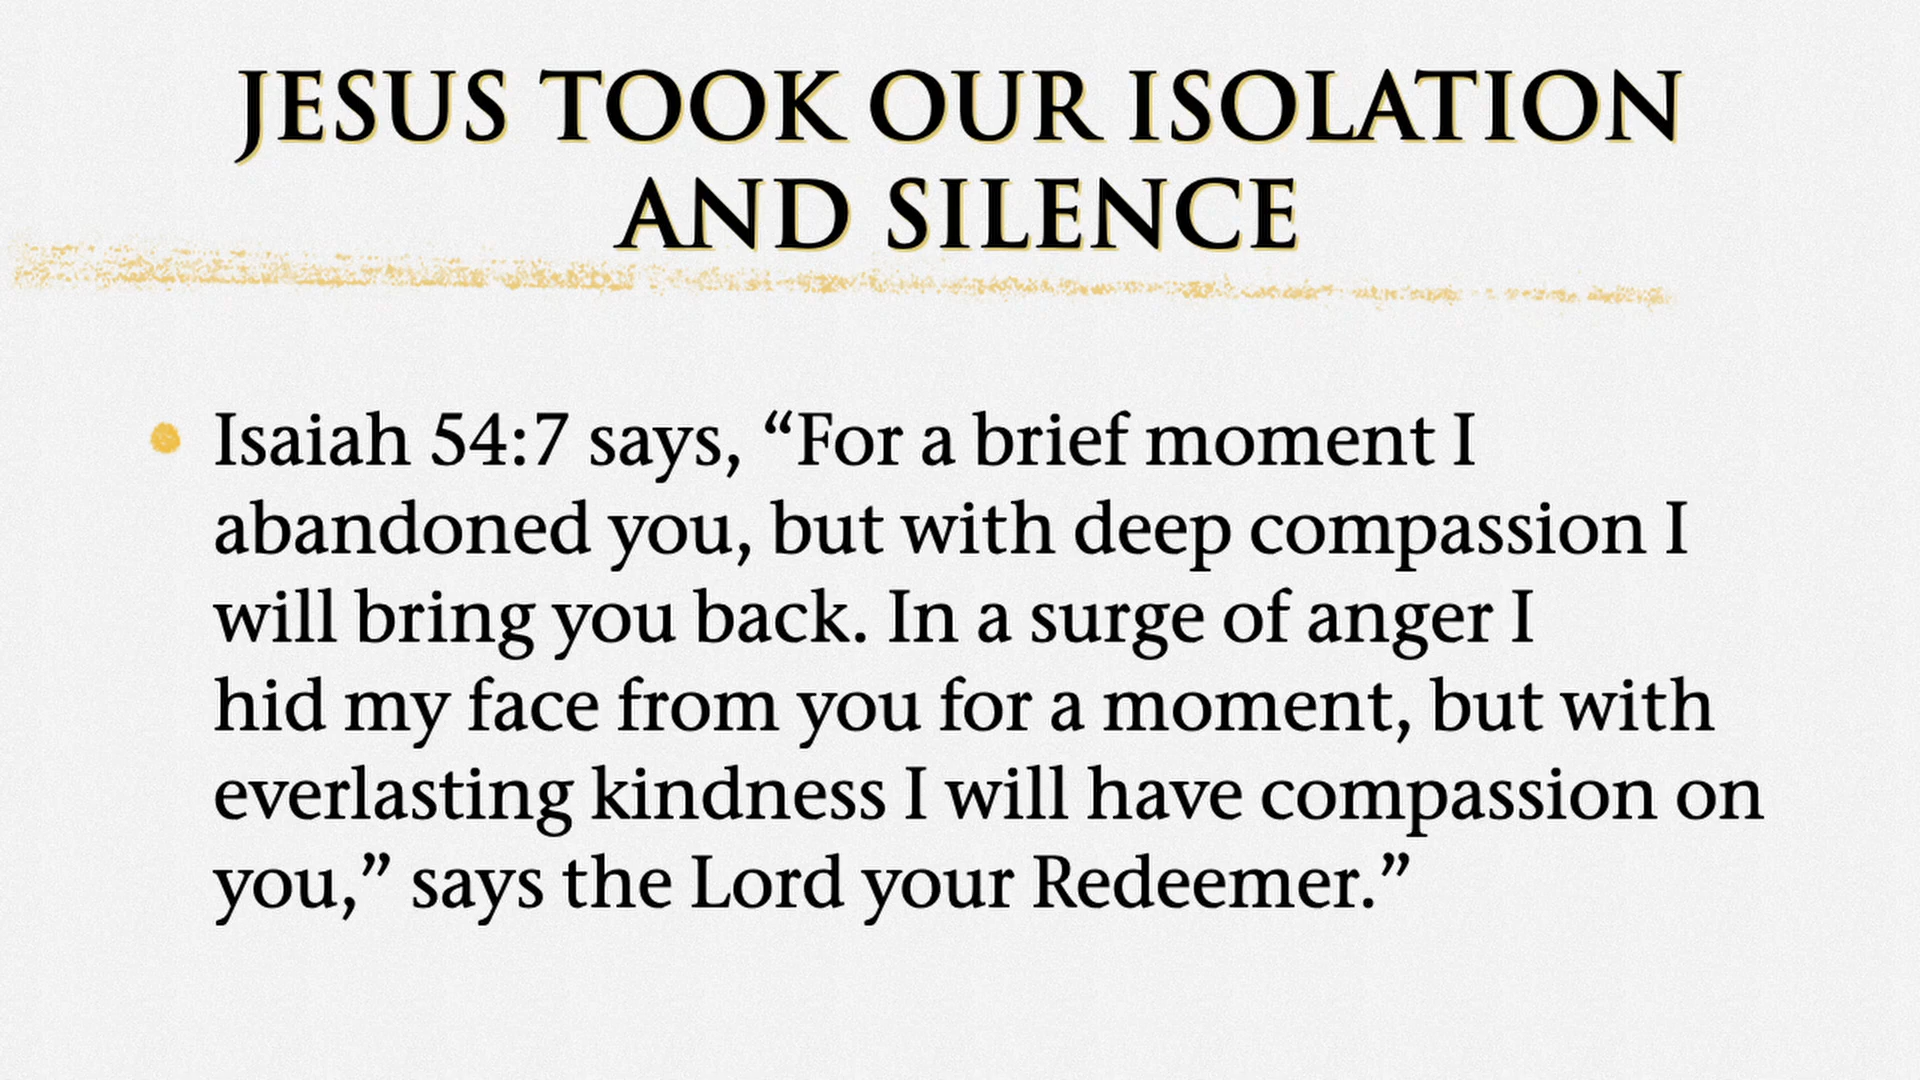 JESUS TOOK OUR ISOLATION
AND SILENCE
• Isaiah 54:7 says, “For a brief moment I
abandoned you, but with deep compassion I
will bring you back. In a surge of anger I
hid my face from you for a moment, but with
everlasting kindness I will have compassion on
you,” says the Lord your Redeemer.”